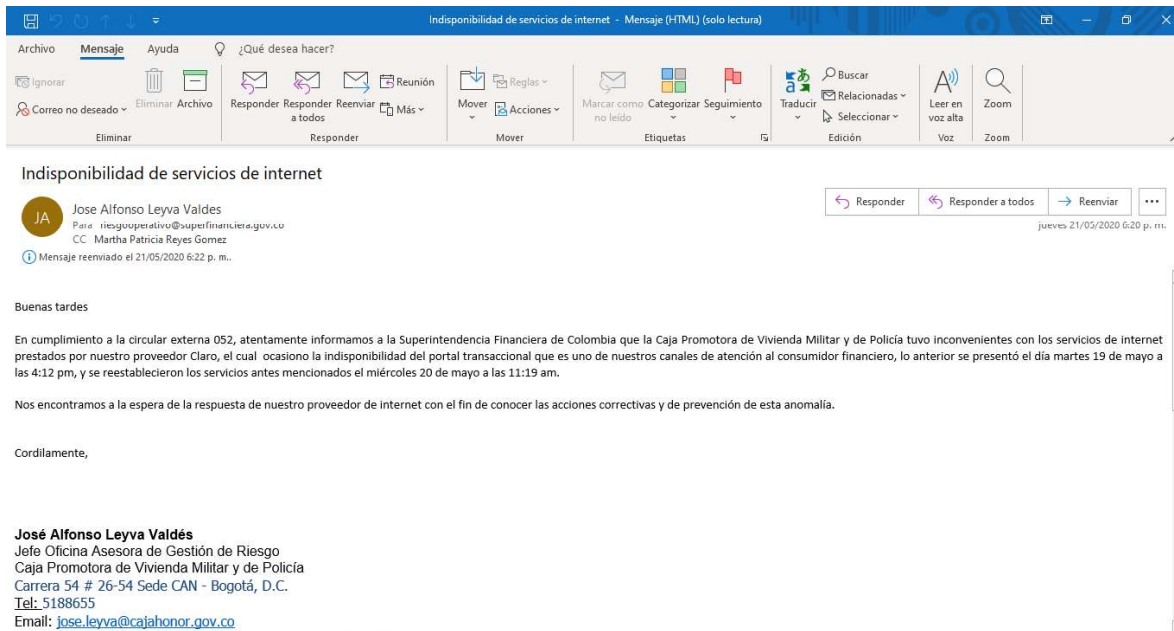 Indisponibilidad de servicios de internet - Mensaje (HTML) (solo lectura)
Archivo Mensaje Ayuda ¿Qué desea hacer?
Ignorar
Correo no deseado
Eliminar Archivo
Eliminar
Responder Responder a todos Reenviar
Reunión
Más
Responder
Mover
Reglas
Acciones
Mover
Marcar como no leído Categorizar Seguimiento
Etiquetas
Traducir
Buscar
Relacionadas
Seleccionar
Edición
Leer en voz alta
Voz
Zoom
Zoom
Indisponibilidad de servicios de internet
JA
Jose Alfonso Leyva Valdes
Para riesgooperativo@superfinanciera.gov.co
CC Martha Patricia Reyes Gomez
Mensaje reenviado el 21/05/2020 6:22 p. m..
Responder Responder a todos Reenviar ...
jueves 21/05/2020 6:20 p. m.
Buenas tardes
En cumplimiento a la circular externa 052, atentamente informamos a la Superintendencia Financiera de Colombia que la Caja Promotora de Vivienda Militar y de Policía tuvo inconvenientes con los servicios de internet
prestados por nuestro proveedor Claro, el cual ocasiono la indisponibilidad del portal transaccional que es uno de nuestros canales de atención al consumidor financiero, lo anterior se presentó el día martes 19 de mayo a
las 4:12 pm, y se reestablecieron los servicios antes mencionados el miércoles 20 de mayo a las 11:19 am.
Nos encontramos a la espera de la respuesta de nuestro proveedor de internet con el fin de conocer las acciones correctivas y de prevención de esta anomalía.
Cordilamente,
José Alfonso Leyva Valdés
Jefe Oficina Asesora de Gestión de Riesgo
Caja Promotora de Vivienda Militar y de Policía
Carrera 54 # 26-54 Sede CAN - Bogotá, D.C.
Tel: 5188655
Email: jose.leyva@cajahonor.gov.co